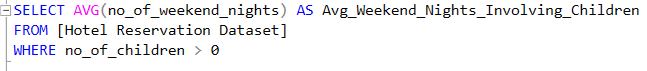 SELECT AVG(no_of_weekend_nights) AS Avg_Weekend_Nights_Involving_Children
FROM [Hotel Reservation Dataset]
WHERE no_of_children > 0